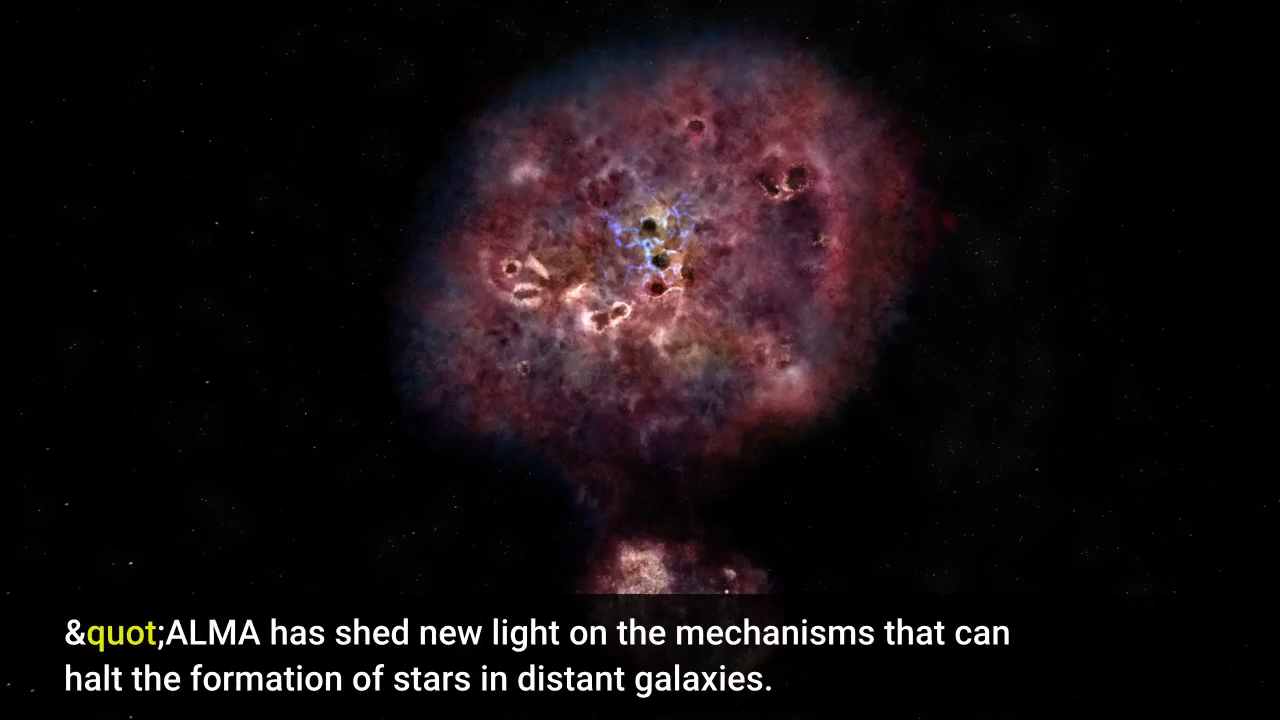 &quot;ALMA has shed new light on the mechanisms that can
halt the formation of stars in distant galaxies.